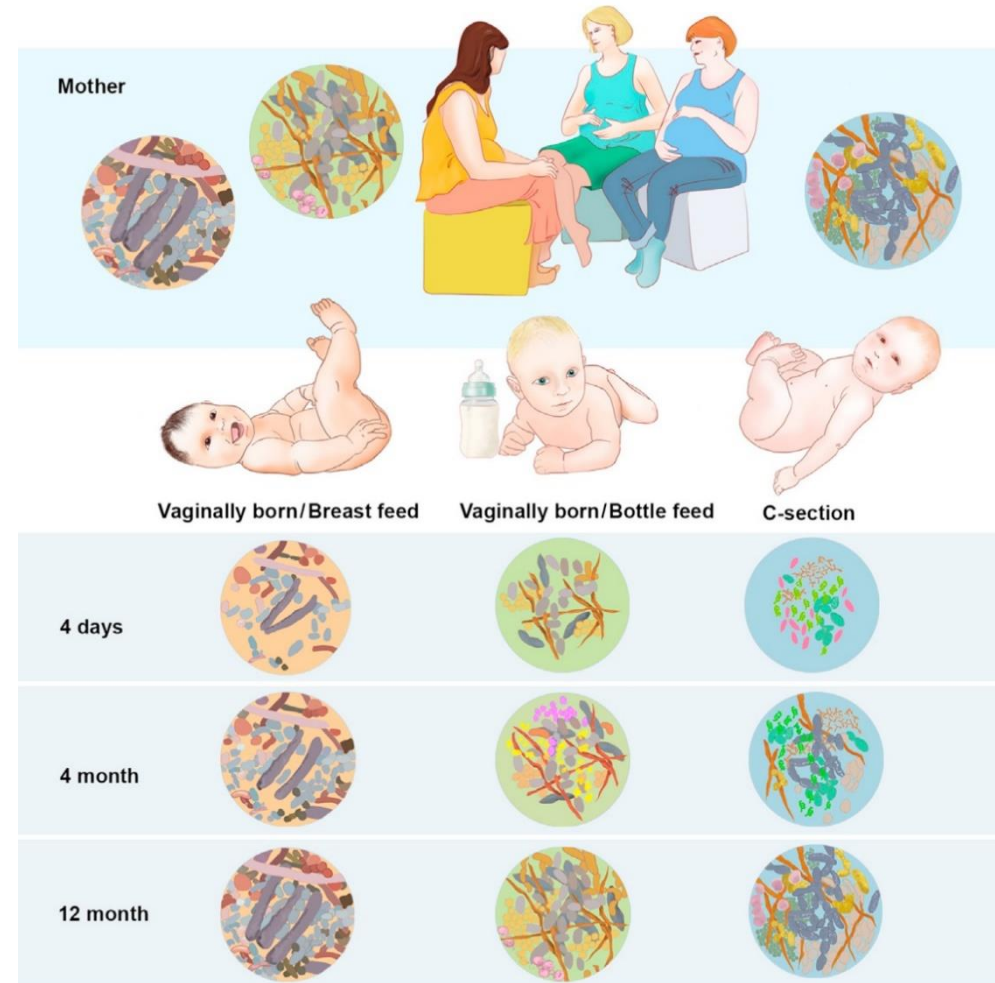 Mother
Vaginally born/Breast feed
Vaginally born/Bottle feed
C-section
4 days
4 month
12 month